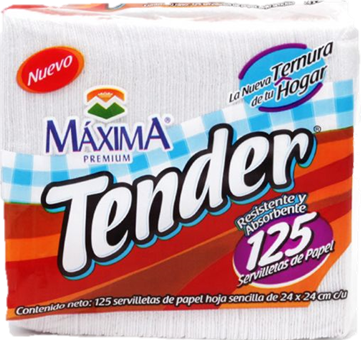 Nuevo
La Nueva Ternura
de tu Hogar
MÁXIMA®
PREMIUM
Tender®
Resistente y
Absorbente
125
Servilletas de Papel
Contenido neto: 125 servilletas de papel hoja sencilla de 24 x 24 cm c/u